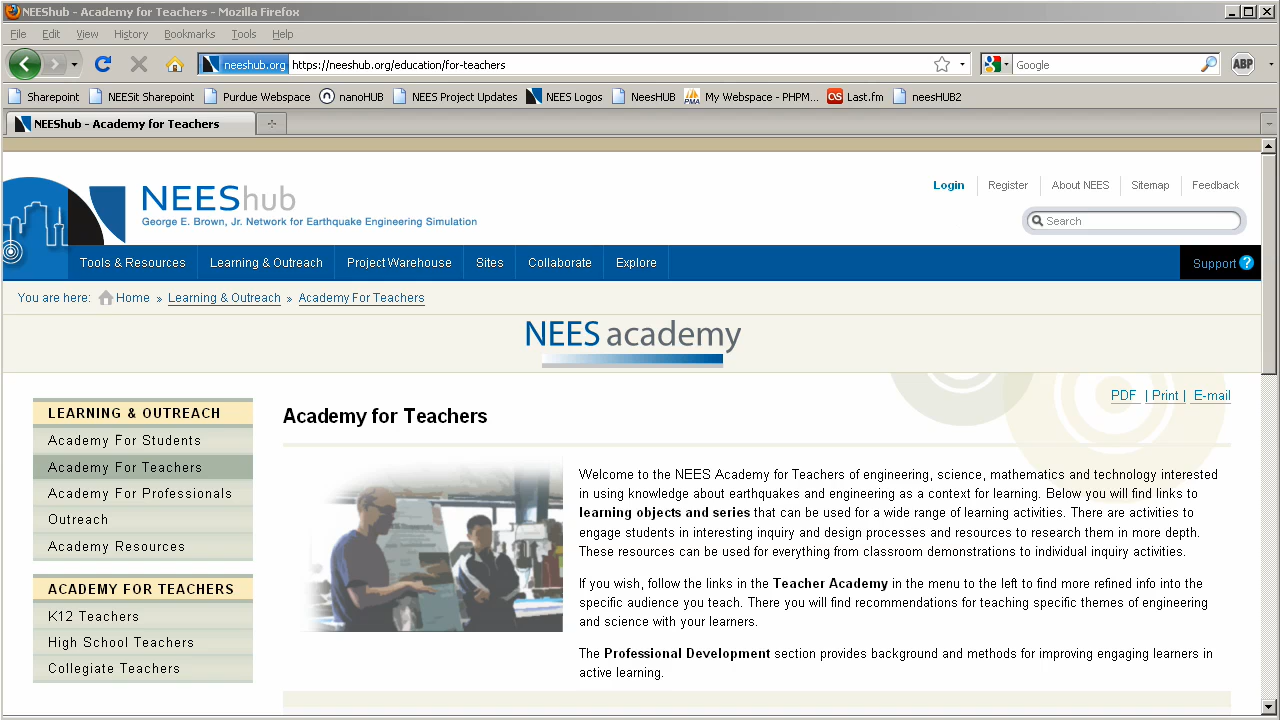 NEEShub - Academy for Teachers - Mozilla Firefox
File Edit View History Bookmarks Tools Help
neeshub.org https://neeshub.org/education/for-teachers Google ABP
Sharepoint NEESit Sharepoint Purdue Webspace nanoHUB NEES Project Updates NEES Logos NeesHUB PMA My Webspace - PHPM... OS Last.fm neesHUB2
NEEShub - Academy for Teachers
NEEShub
George E. Brown, Jr. Network for Earthquake Engineering Simulation
Login Register About NEES Sitemap Feedback
Search
Tools & Resources Learning & Outreach Project Warehouse Sites Collaborate Explore Support ?
You are here: Home » Learning & Outreach » Academy For Teachers
NEES academy
PDF | Print | E-mail
LEARNING & OUTREACH
Academy For Students
Academy For Teachers
Academy For Professionals
Outreach
Academy Resources
ACADEMY FOR TEACHERS
K12 Teachers
High School Teachers
Collegiate Teachers
Academy for Teachers
Welcome to the NEES Academy for Teachers of engineering, science, mathematics and technology interested
in using knowledge about earthquakes and engineering as a context for learning. Below you will find links to
learning objects and series that can be used for a wide range of learning activities. There are activities to
engage students in interesting inquiry and design processes and resources to research them more depth.
These resources can be used for everything from classroom demonstrations to individual inquiry activities.
If you wish, follow the links in the Teacher Academy in the menu to the left to find more refined info into the
specific audience you teach. There you will find recommendations for teaching specific themes of engineering
and science with your learners.
The Professional Development section provides background and methods for improving engaging learners in
active learning.